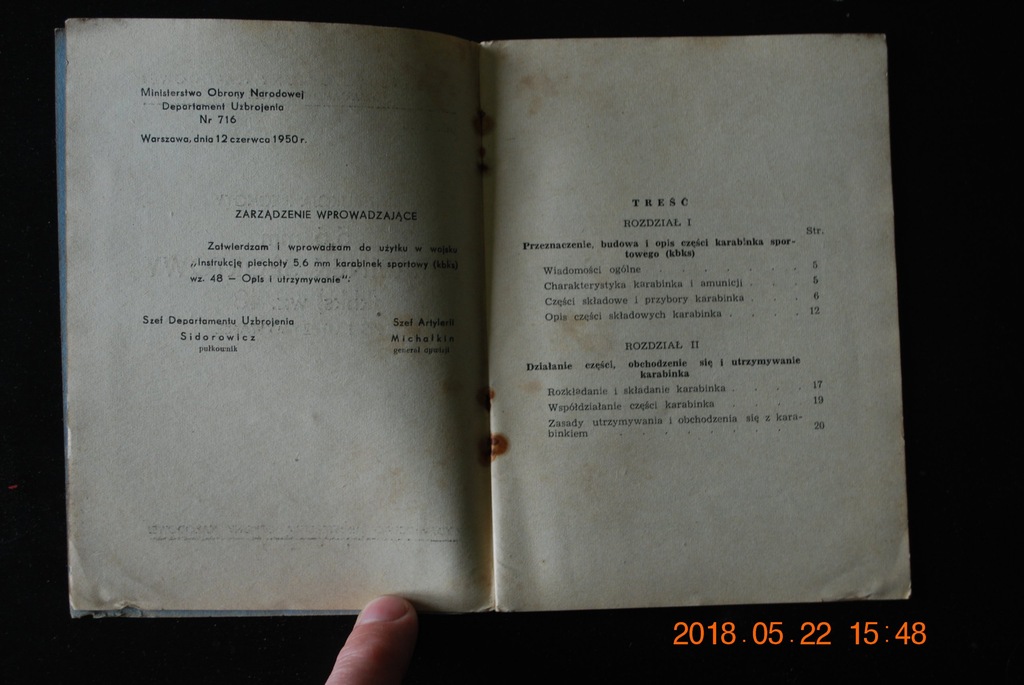 Ministerstwo Obrony Narodowej
Departament Uzbrojenia
Nr 716
Warszawa, dnia 12 czerwca 1950 r.
ZARZĄDZENIE WPROWADZAJĄCE
Zatwierdzam i wprowadzam do użytku w wojsku
„Instrukcję piechoty 5,6 mm karabinek sportowy (kbks)
wz. 48 — Opis i utrzymywanie".
Szef Departamentu Uzbrojenia
Sidorowicz
pułkownik
Szef Artylerii
Michałkin
generał dywizji
TREŚĆ
ROZDZIAŁ I
Str.
Przeznaczenie, budowa i opis części karabinka spor-
towego (kbks)
Wiadomości ogólne . . . . . . . 5
Charakterystyka karabinka i amunicji . . . 5
Części składowe i przybory karabinka . . . . 6
Opis części składowych karabinka . . . . 12
ROZDZIAŁ II
Działanie części, obchodzenie się i utrzymywanie
karabinka
Rozkładanie i składanie karabinka . . . . 17
Współdziałanie części karabinka . . . . 19
Zasady utrzymywania i obchodzenia się z kara-
binkiem . . . . . . . . 20
2018.05.22 15:48